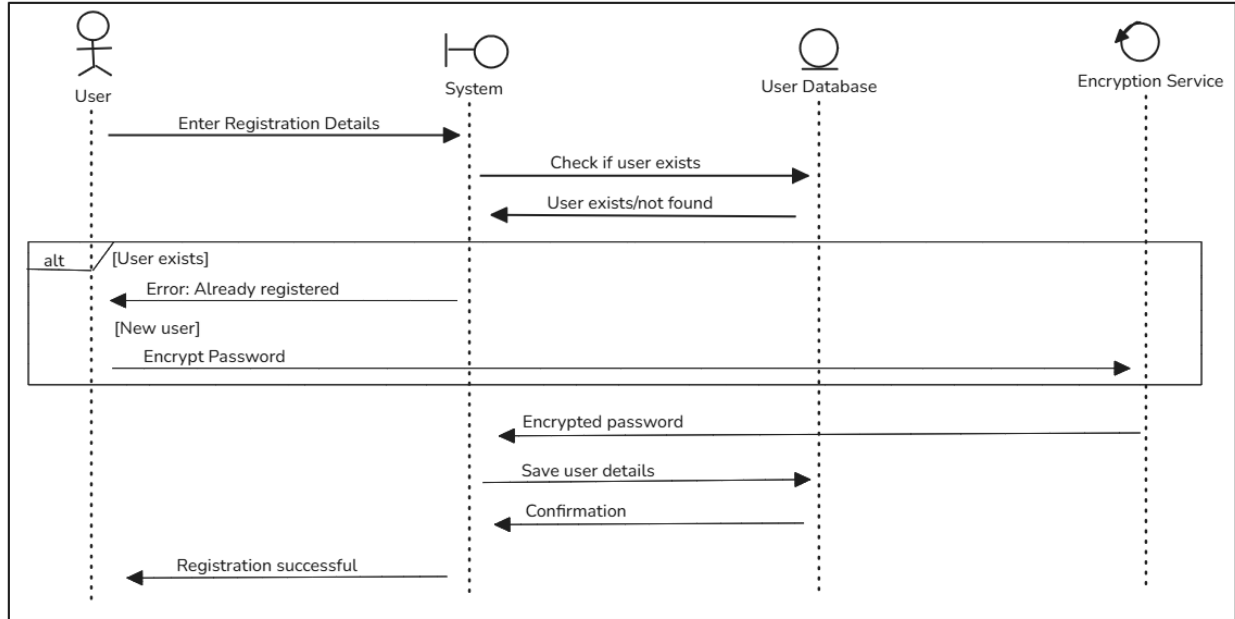 User
System
User Database
Encryption Service
Enter Registration Details
Check if user exists
User exists/not found
alt
[User exists]
Error: Already registered
[New user]
Encrypt Password
Encrypted password
Save user details
Confirmation
Registration successful